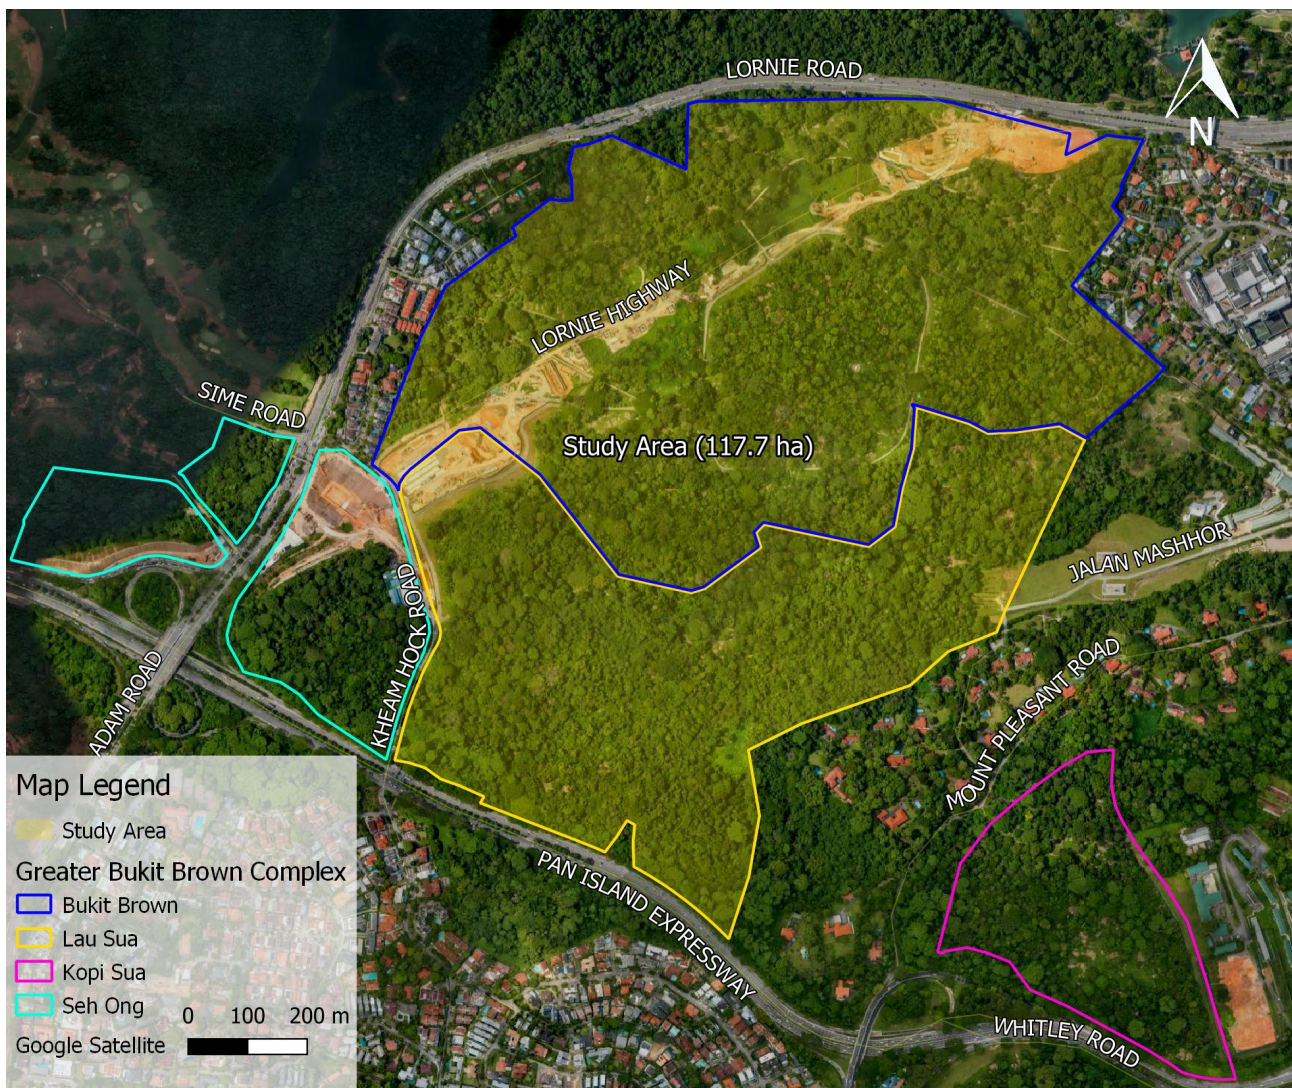 LORNIE ROAD
N
LORNIE HIGHWAY
SIME ROAD
Study Area (117.7 ha)
JALAN MASHHOR
KHEAM HOCK ROAD
ADAM ROAD
MOUNT PLEASANT ROAD
PAN ISLAND EXPRESSWAY
WHITLEY ROAD
Map Legend
Study Area
Greater Bukit Brown Complex
Bukit Brown
Lau Sua
Kopi Sua
Seh Ong
0 100 200 m
Google Satellite